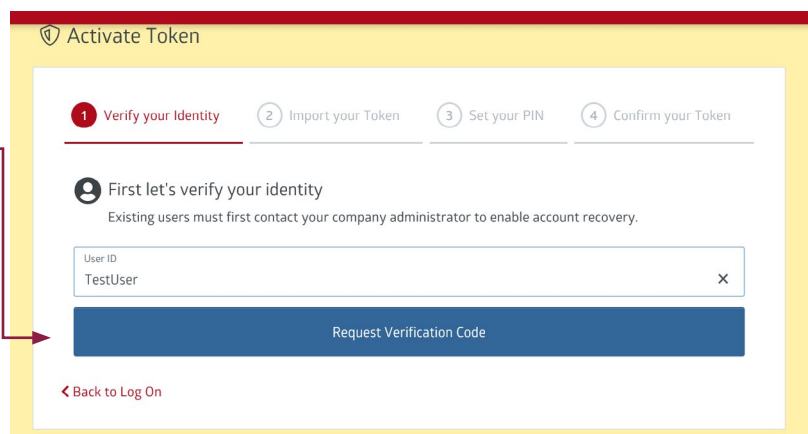 Activate Token
1 Verify your Identity 2 Import your Token 3 Set your PIN 4 Confirm your Token
First let's verify your identity
Existing users must first contact your company administrator to enable account recovery.
User ID
TestUser
Request Verification Code
Back to Log On